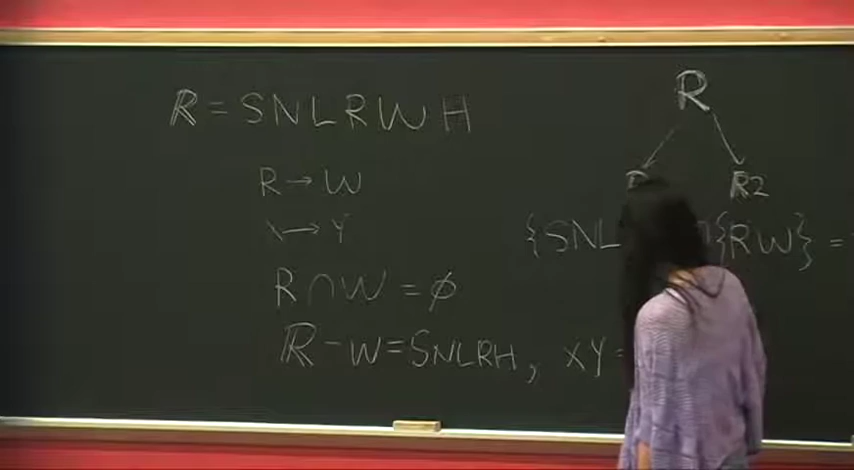 R = SNLRWH
R → W
X → Y
R ∩ W = ∅
R - W = SNLRH, XY
R
R2
{SNL
{RW} =